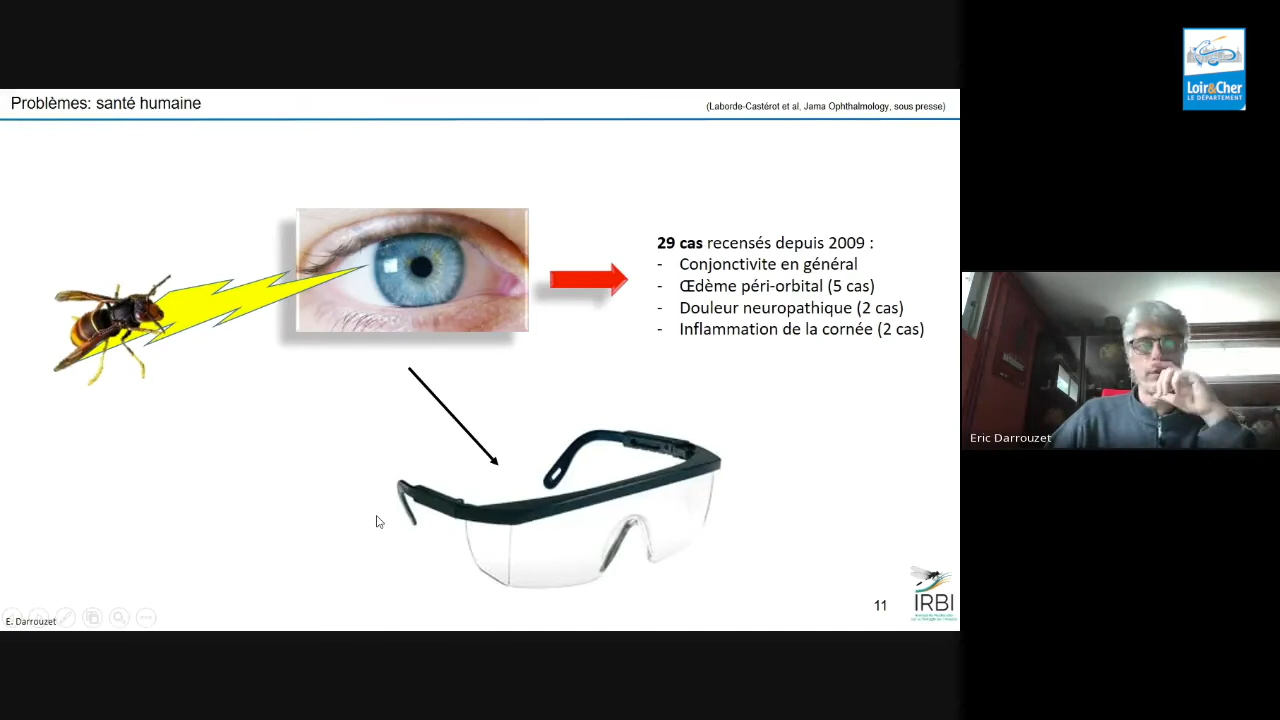 Problèmes: santé humaine
(Laborde-Castérot et al, Jama Ophthalmology, sous presse)
29 cas recensés depuis 2009 :
- Conjonctivite en général
- Œdème péri-orbital (5 cas)
- Douleur neuropathique (2 cas)
- Inflammation de la cornée (2 cas)
11
IRBI
E. Darrouzet
Loir&Cher
LE DÉPARTEMENT
Eric Darrouzet